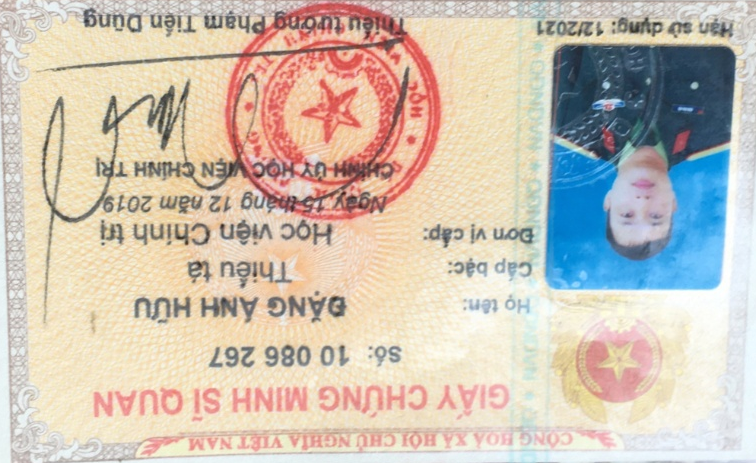 CỘNG HOÀ XÃ HỘI CHỦ NGHĨA VIỆT NAM
GIẤY CHỨNG MINH SĨ QUAN
Số: 10 086 267
Họ tên: ĐẶNG ÁNH HỮU
Cấp bậc: Thiếu tá
Đơn vị cấp: Học viện Chính trị
Ngày 15 tháng 12 năm 2019
CHÍNH ỦY HỌC VIỆN CHÍNH TRỊ
Hạn sử dụng: 12/2021
Thiếu tướng Phạm Tiến Dũng